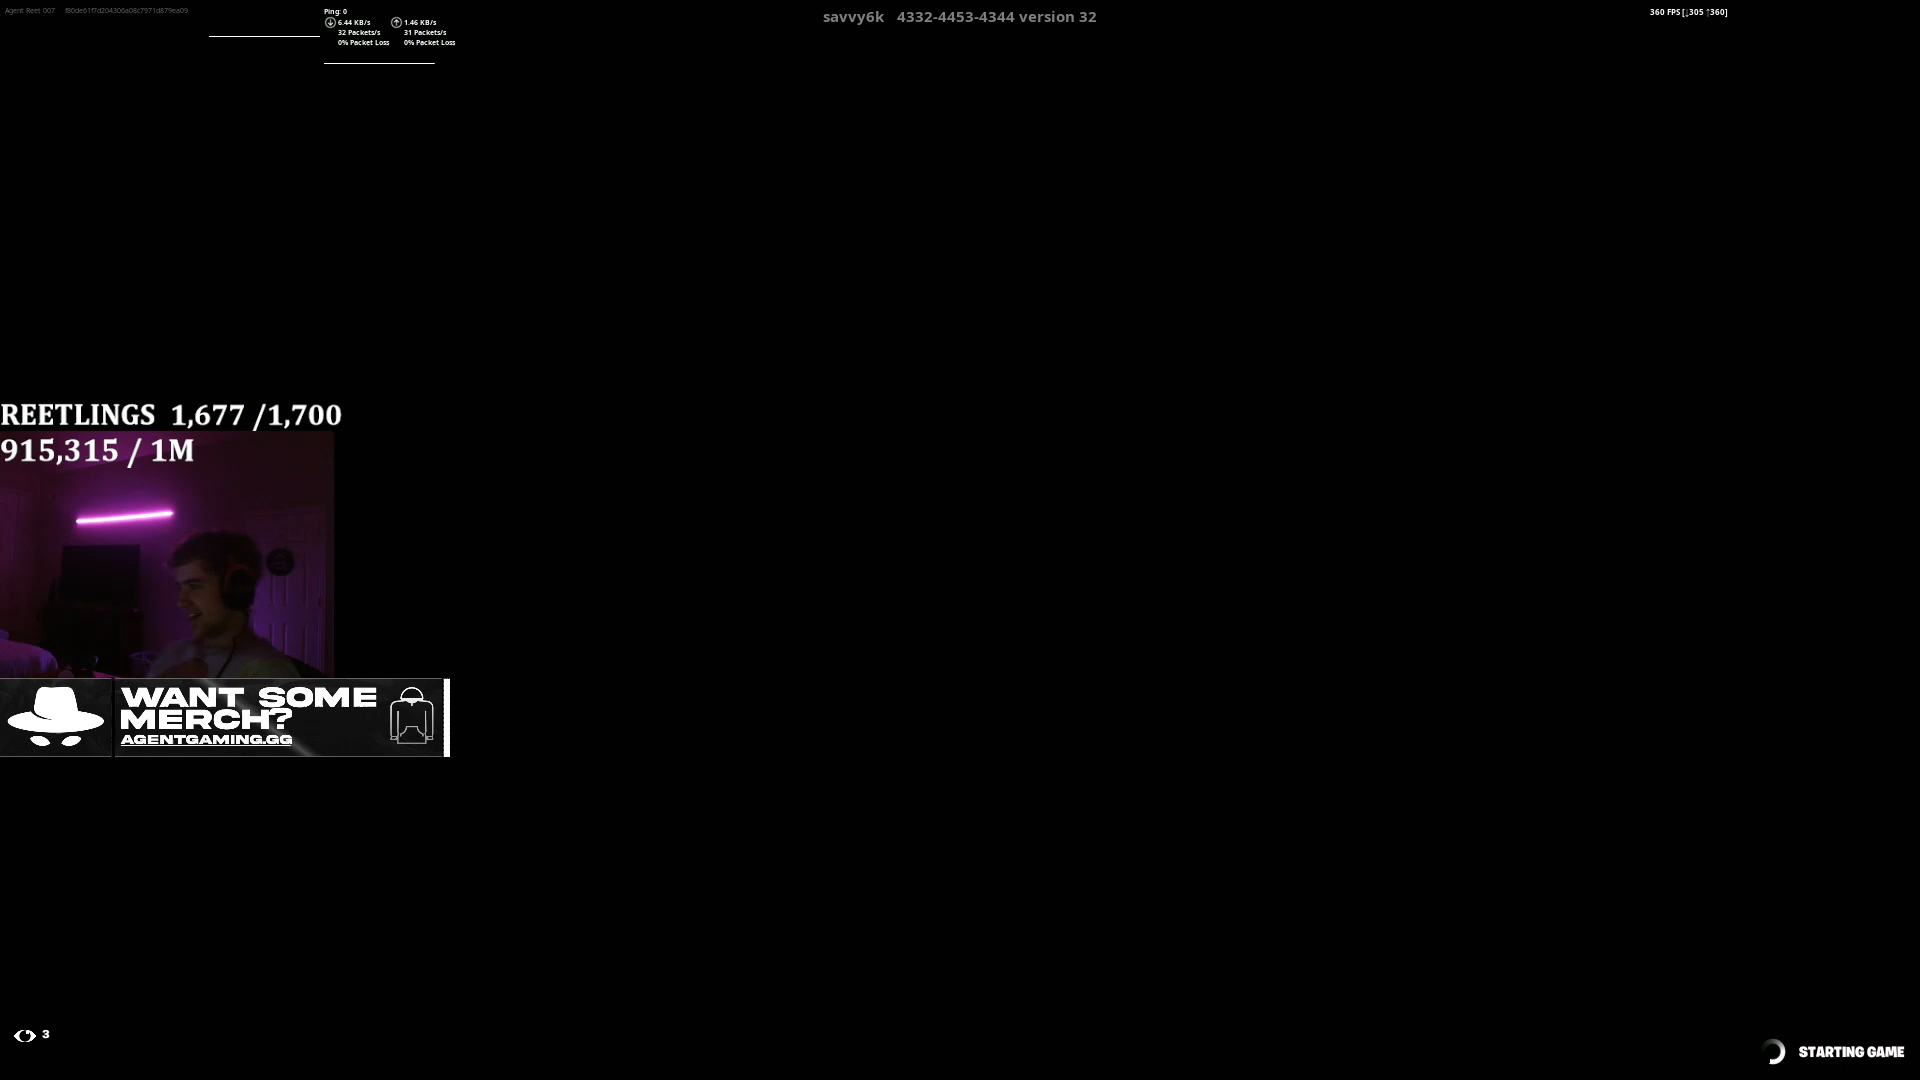 Agent Reet 007
Ping: 0
6.44 KB/s 1.46 KB/s
32 Packets/s 31 Packets/s
0% Packet Loss 0% Packet Loss
savvy6k 4332-4453-4344 version 32
360 FPS [↓305 ↑360]
REETLINGS 1,677 /1,700
915,315 / 1M
WANT SOME
MERCH?
AGENTGAMING.GG
3
STARTING GAME